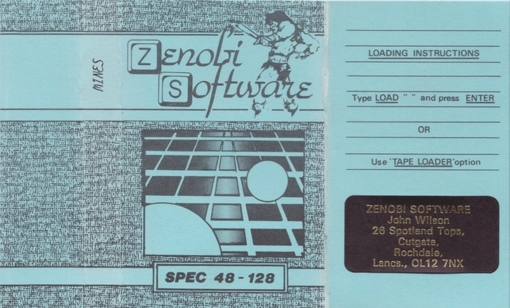 MINES
Zenobi
Software
SPEC 48 - 128
LOADING INSTRUCTIONS
Type LOAD " " and press ENTER
OR
Use 'TAPE LOADER' option
ZENOBI SOFTWARE
John Wilson
26 Spotland Tops,
Cutgate,
Rochdale,
Lancs., OL12 7NX